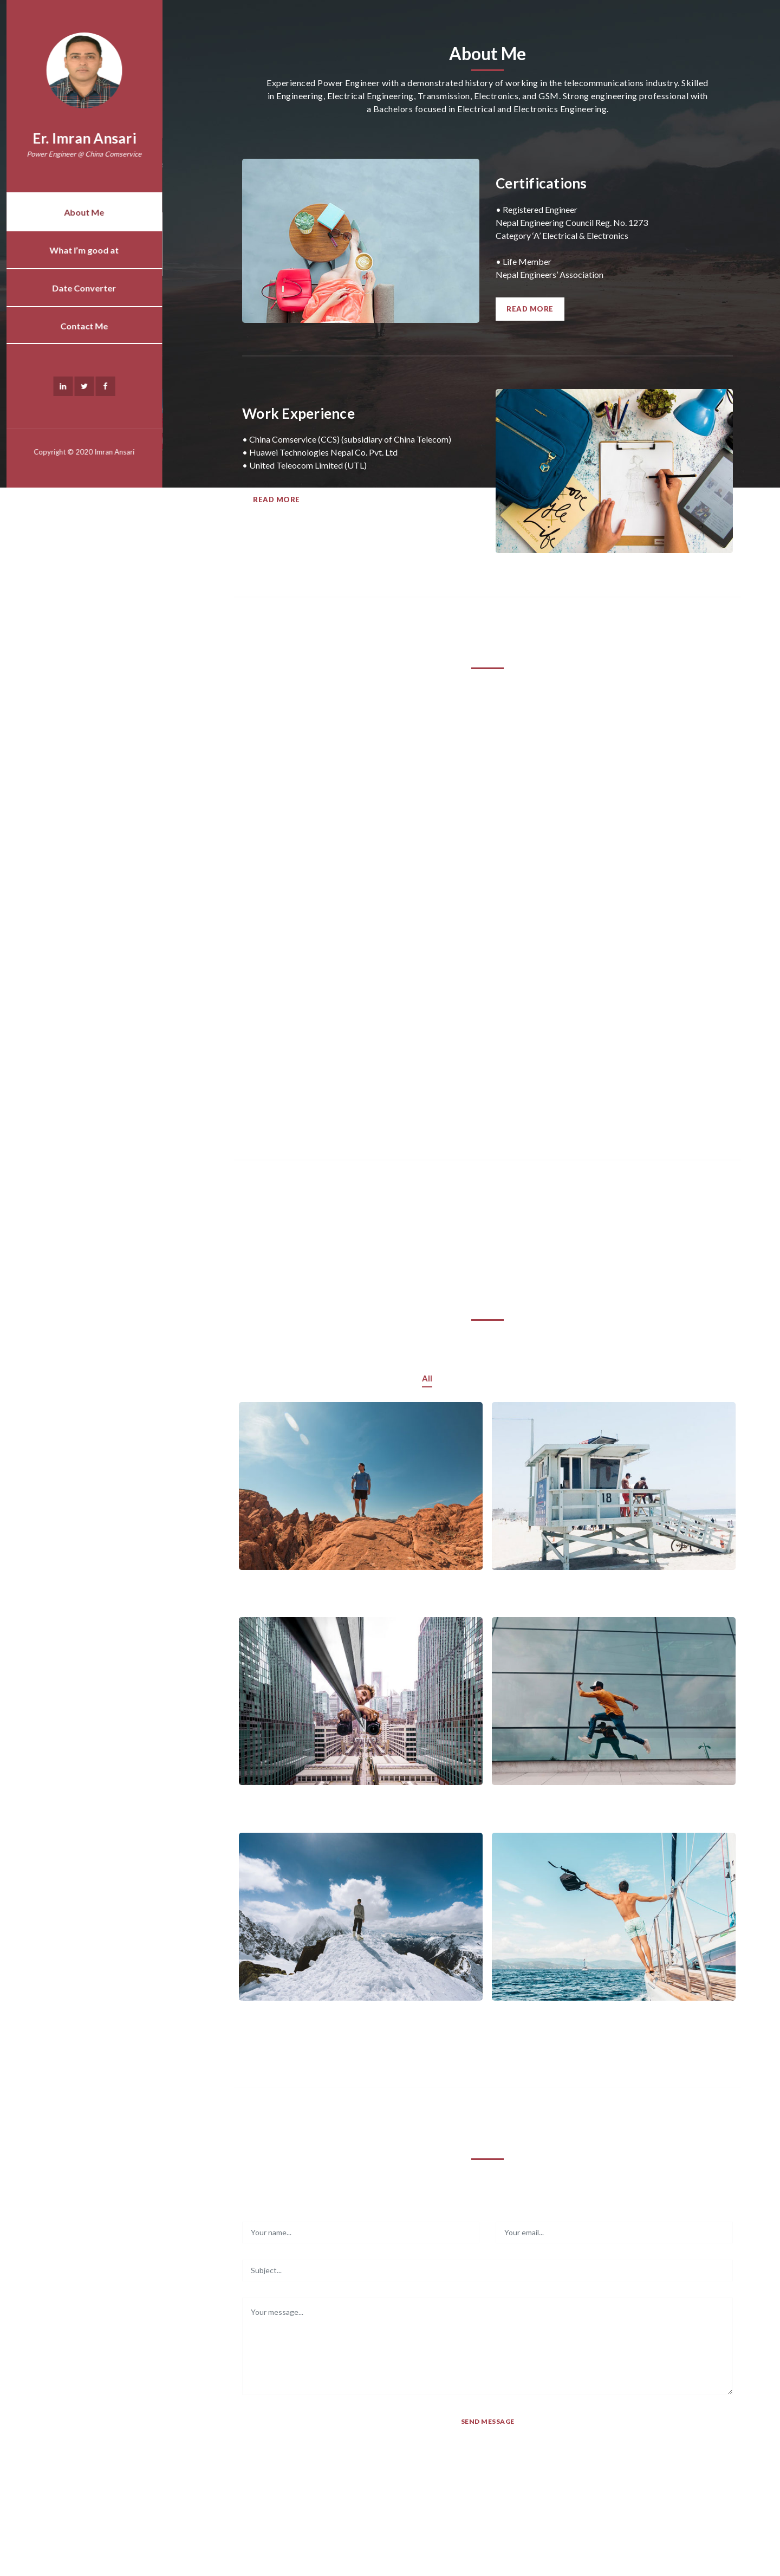 Er. Imran Ansari
Power Engineer @ China Comservice
About Me
What I'm good at
Date Converter
Contact Me
Copyright © 2020 Imran Ansari
About Me
Experienced Power Engineer with a demonstrated history of working in the telecommunications industry. Skilled
in Engineering, Electrical Engineering, Transmission, Electronics, and GSM. Strong engineering professional with
a Bachelors focused in Electrical and Electronics Engineering.
Certifications
• Registered Engineer
Nepal Engineering Council Reg. No. 1273
Category ‘A’ Electrical & Electronics
• Life Member
Nepal Engineers’ Association
READ MORE
Work Experience
• China Comservice (CCS) (subsidiary of China Telecom)
• Huawei Technologies Nepal Co. Pvt. Ltd
• United Teleocom Limited (UTL)
READ MORE
Love
Life
All
18
Your name...
Your email...
Subject...
Your message...
SEND MESSAGE